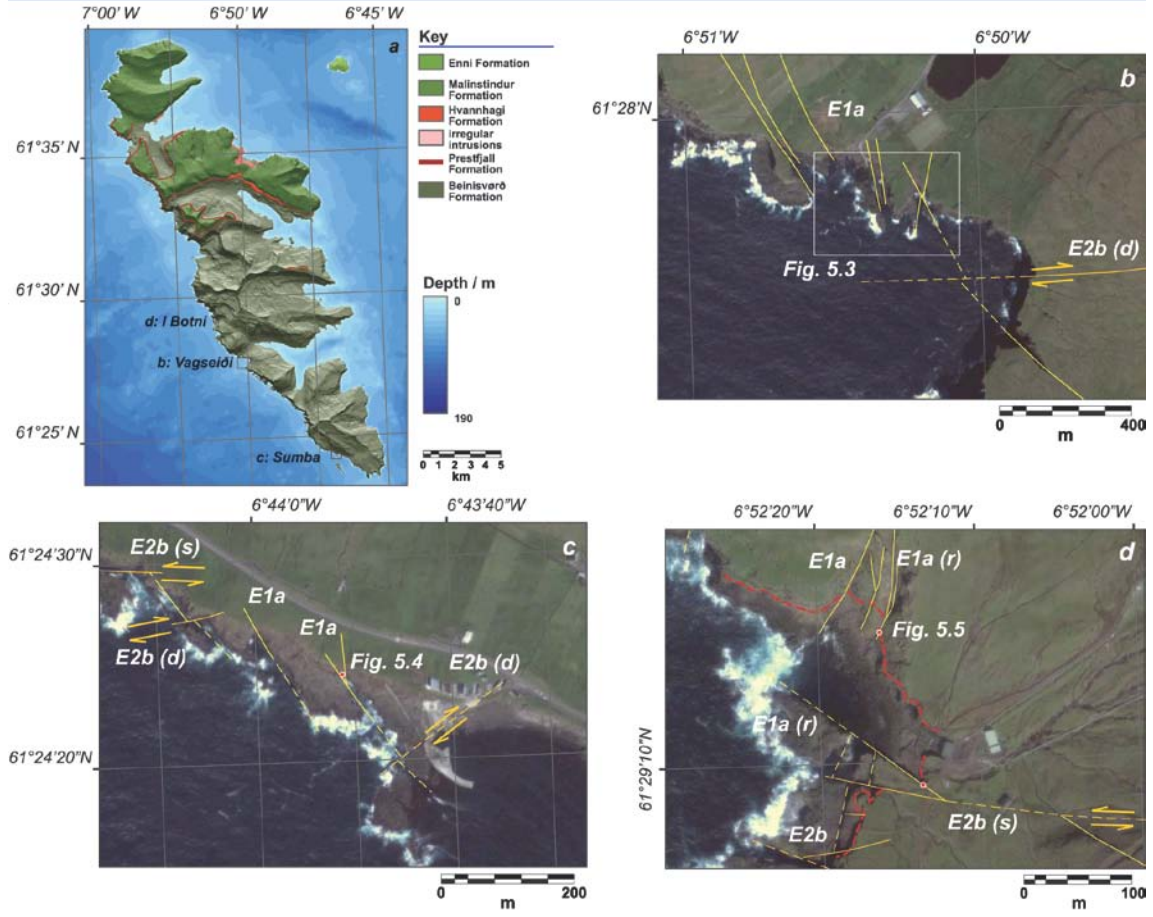 7°00' W
6°50' W
6°45' W
a
61°35' N
61°30' N
61°25' N
d: I Botni
b: Vagseiði
c: Sumba
Key
Enni Formation
Malinstindur
Formation
Hvannhagi
Formation
Irregular
intrusions
Prestfjall
Formation
Beinisvørð
Formation
Depth / m
0
190
0 1 2 3 4 5
km
6°51'W
6°50'W
b
61°28'N
E1a
Fig. 5.3
E2b (d)
0 400
m
6°44'0"W
6°43'40"W
c
61°24'30"N
61°24'20"N
E2b (s)
E1a
E1a
E2b (d)
Fig. 5.4
E2b (d)
0 200
m
6°52'20"W
6°52'10"W
6°52'00"W
d
61°29'10"N
E1a
E1a (r)
Fig. 5.5
E1a (r)
E2b
E2b (s)
0 100
m